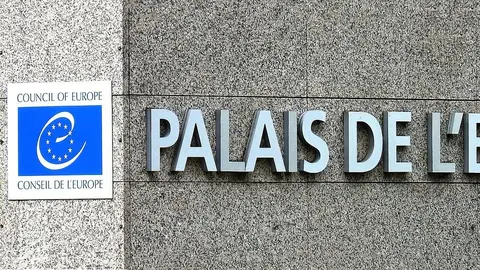 COUNCIL OF EUROPE
CONSEIL DE L'EUROPE
PALAIS DE L'E